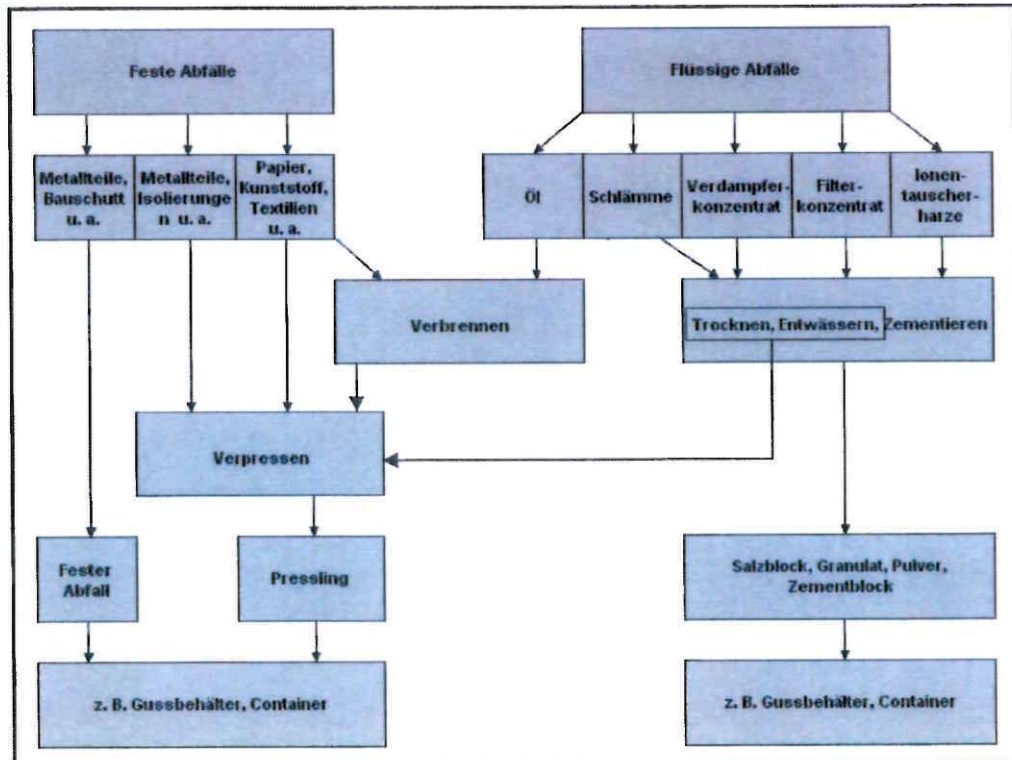 Feste Abfälle
Flüssige Abfälle
Metallteile,
Bauschutt
u. a.
Metallteile,
Isolierunge
n u. a.
Papier,
Kunststoff,
Textilien
u. a.
Öl
Schlämme
Verdampfer-
konzentrat
Filter-
konzentrat
Ionen-
tauscher-
harze
Verbrennen
Trocknen, Entwässern, Zementieren
Verpressen
Fester
Abfall
Pressling
Salzblock, Granulat, Pulver,
Zementblock
z. B. Gussbehälter, Container
z. B. Gussbehälter, Container